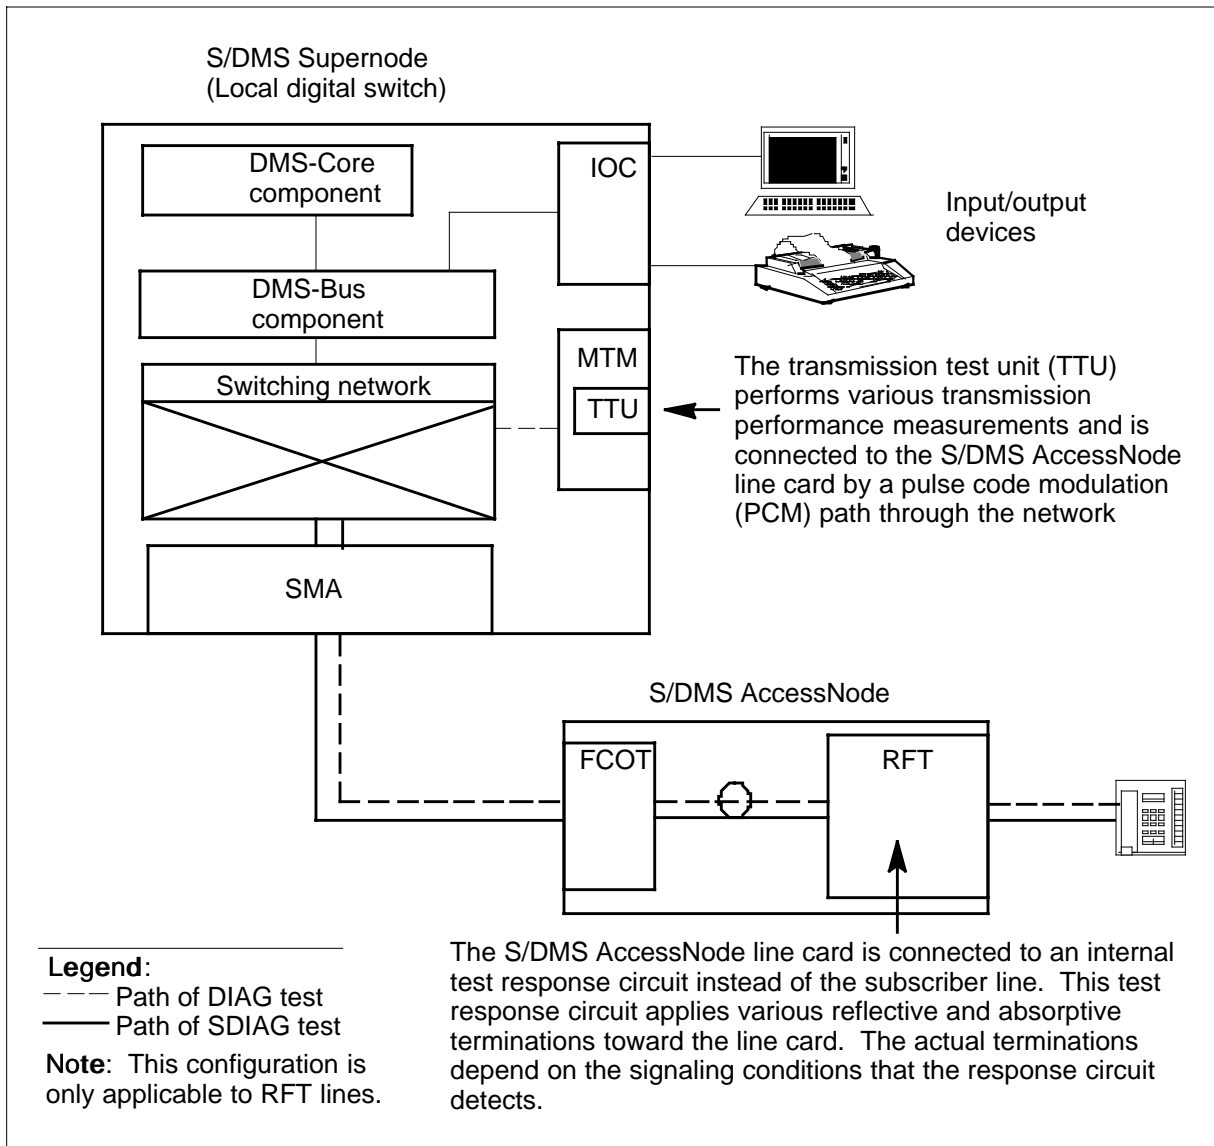 S/DMS Supernode
(Local digital switch)
DMS-Core
component
IOC
Input/output
devices
DMS-Bus
component
MTM
TTU
Switching network
The transmission test unit (TTU)
performs various transmission
performance measurements and is
connected to the S/DMS AccessNode
line card by a pulse code modulation
(PCM) path through the network
SMA
S/DMS AccessNode
FCOT
RFT
The S/DMS AccessNode line card is connected to an internal
test response circuit instead of the subscriber line. This test
response circuit applies various reflective and absorptive
terminations toward the line card. The actual terminations
depend on the signaling conditions that the response circuit
detects.
Legend:
Path of DIAG test
Path of SDIAG test
Note: This configuration is
only applicable to RFT lines.